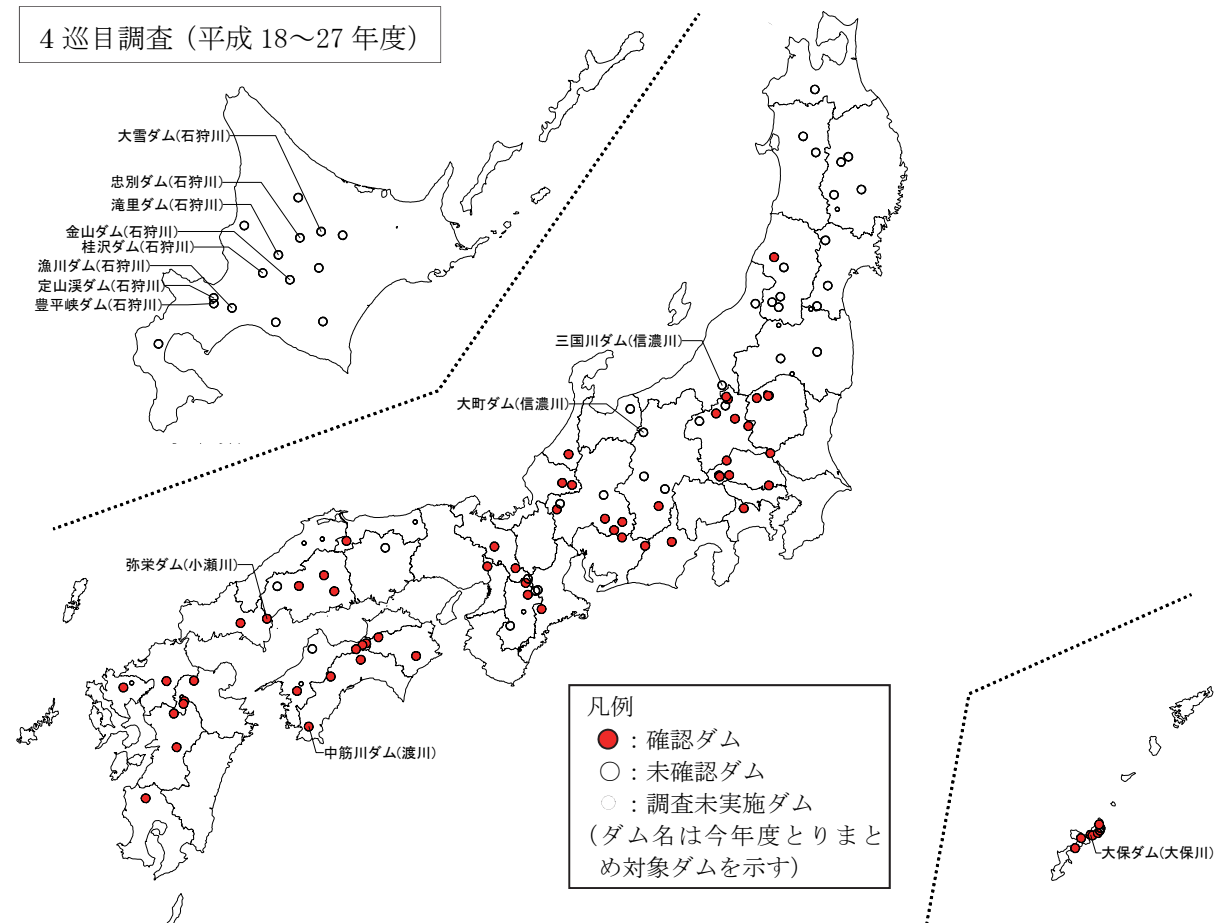 4 巡目調査（平成 18～27 年度）
大雪ダム(石狩川)
忠別ダム(石狩川)
滝里ダム(石狩川)
金山ダム(石狩川)
桂沢ダム(石狩川)
漁川ダム(石狩川)
定山渓ダム(石狩川)
豊平峡ダム(石狩川)
三国川ダム(信濃川)
大町ダム(信濃川)
弥栄ダム(小瀬川)
中筋川ダム(渡川)
凡例
：確認ダム
：未確認ダム
：調査未実施ダム
(ダム名は今年度とりまと
め対象ダムを示す)
大保ダム(大保川)